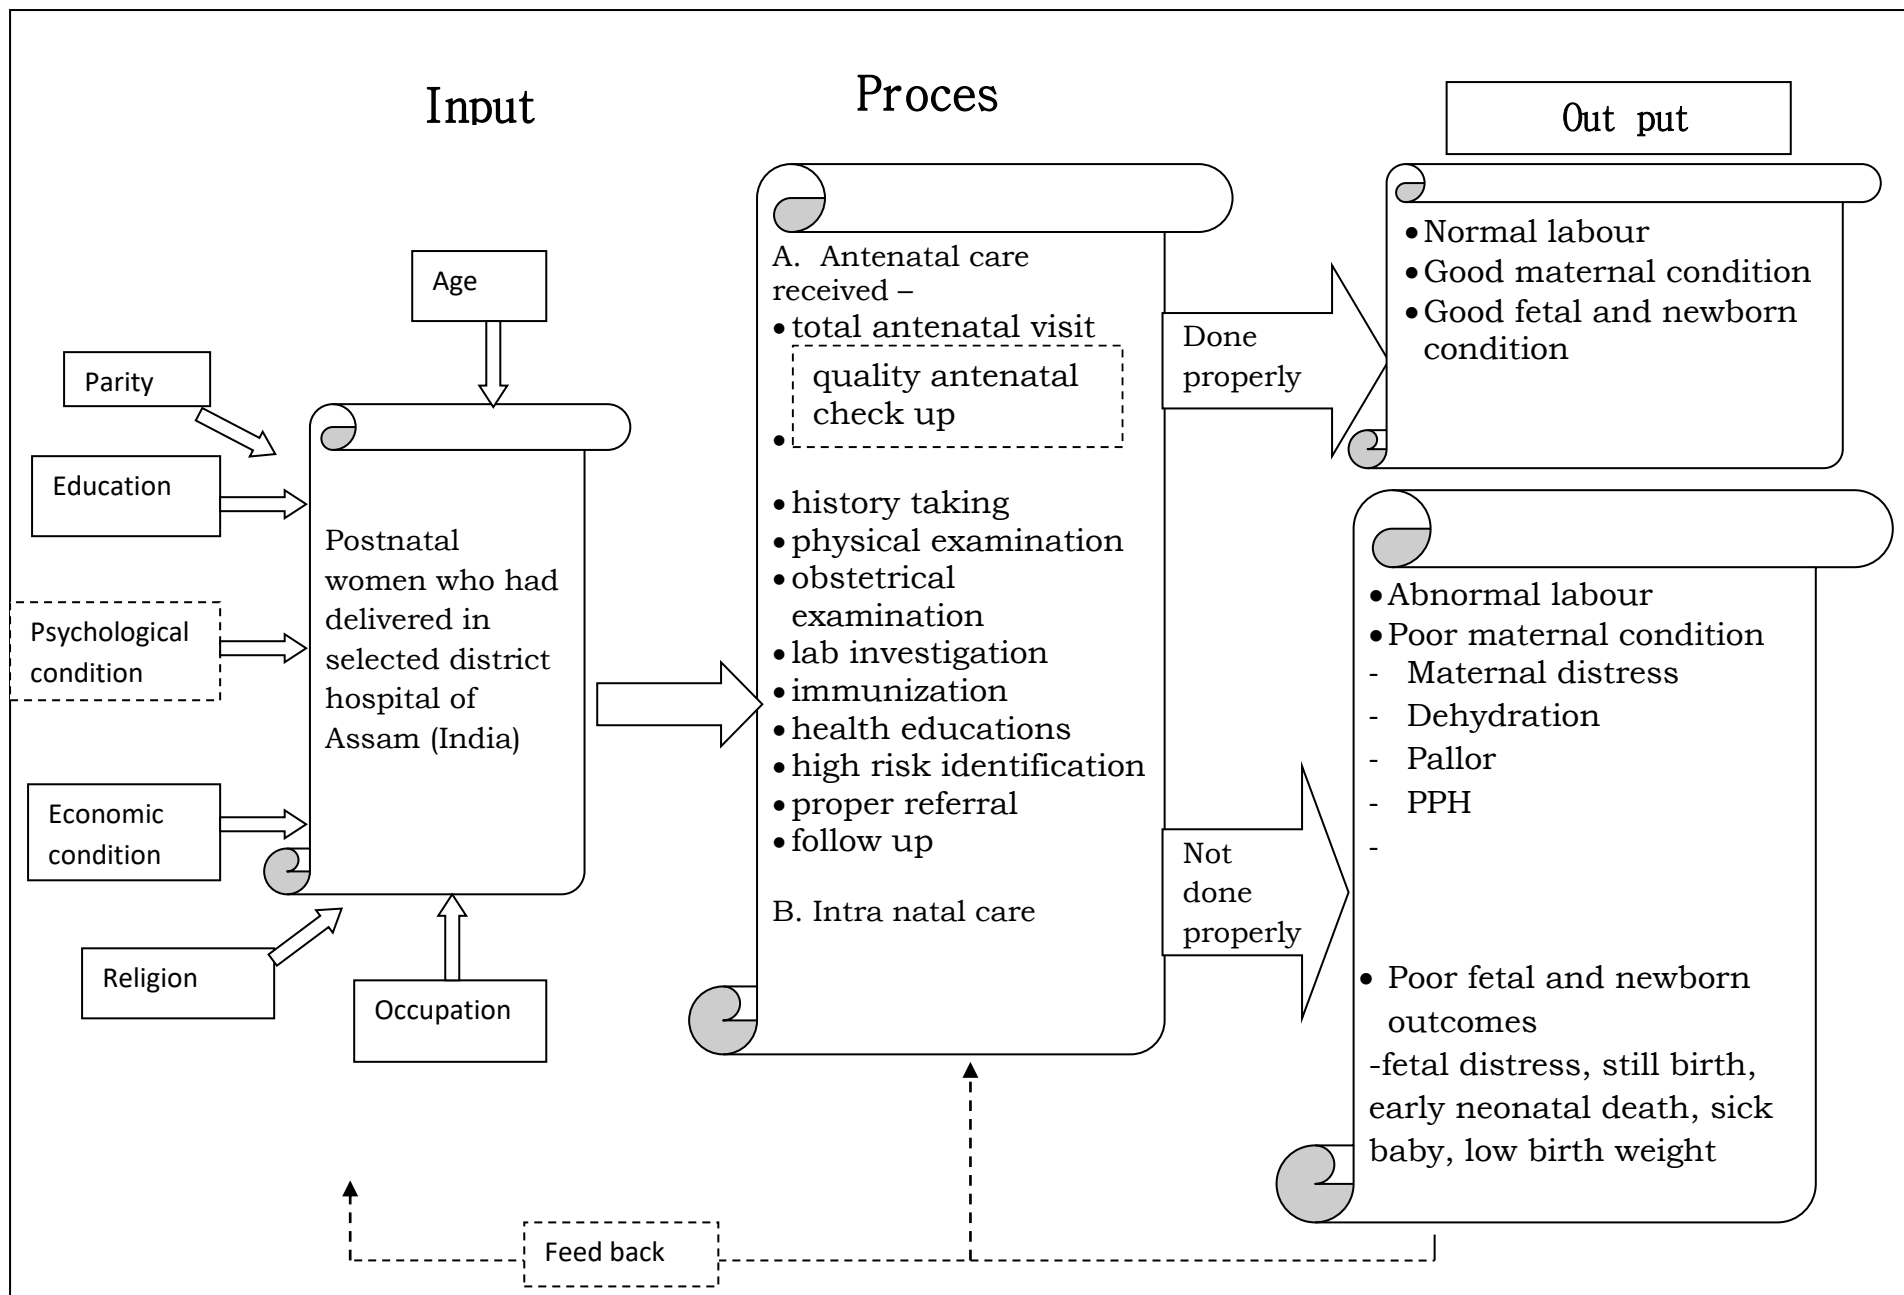 Input
Proces
Out put
Age
Parity
Education
Psychological
condition
Economic
condition
Religion
Occupation
Postnatal
women who had
delivered in
selected district
hospital of
Assam (India)
A. Antenatal care
received –
• total antenatal visit
quality antenatal
check up
•
• history taking
• physical examination
• obstetrical
examination
• lab investigation
• immunization
• health educations
• high risk identification
• proper referral
• follow up
B. Intra natal care
Done
properly
Not
done
properly
• Normal labour
• Good maternal condition
• Good fetal and newborn
condition
• Abnormal labour
• Poor maternal condition
- Maternal distress
- Dehydration
- Pallor
- PPH
-
• Poor fetal and newborn
outcomes
-fetal distress, still birth,
early neonatal death, sick
baby, low birth weight
Feed back